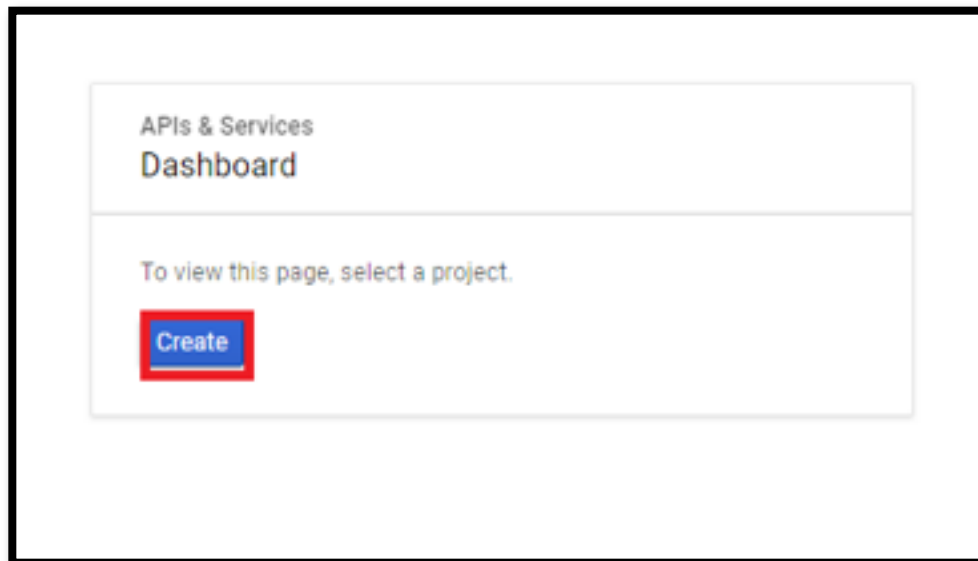 APIs & Services
Dashboard
To view this page, select a project.
Create